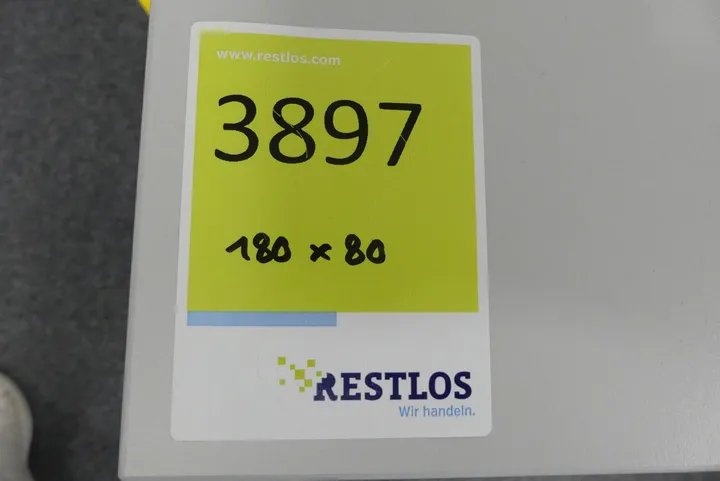 www.restlos.com
3897
180 x 80
RESTLOS
Wir handeln.